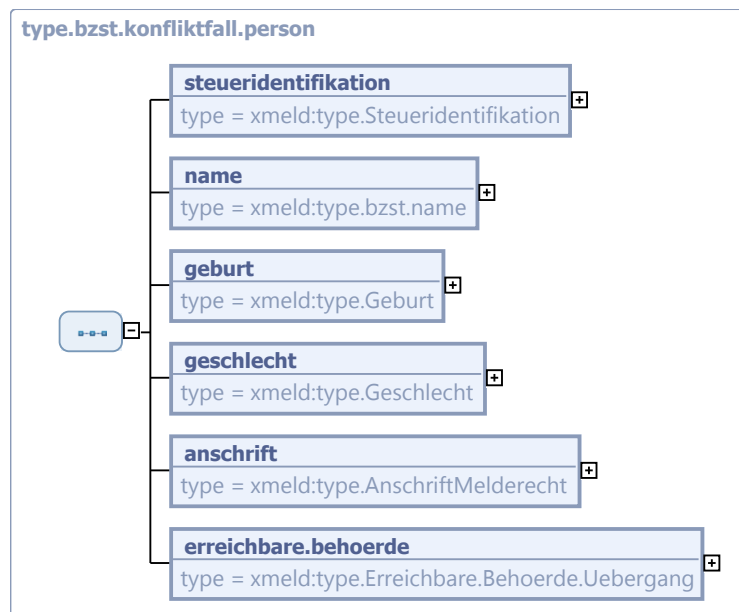 type.bzst.konfliktfall.person
steueridentifikation
type = xmeld:type.Steueridentifikation
name
type = xmeld:type.bzst.name
geburt
type = xmeld:type.Geburt
geschlecht
type = xmeld:type.Geschlecht
anschrift
type = xmeld:type.AnschriftMelderecht
erreichbare.behoerde
type = xmeld:type.Erreichbare.Behoerde.Uebergang